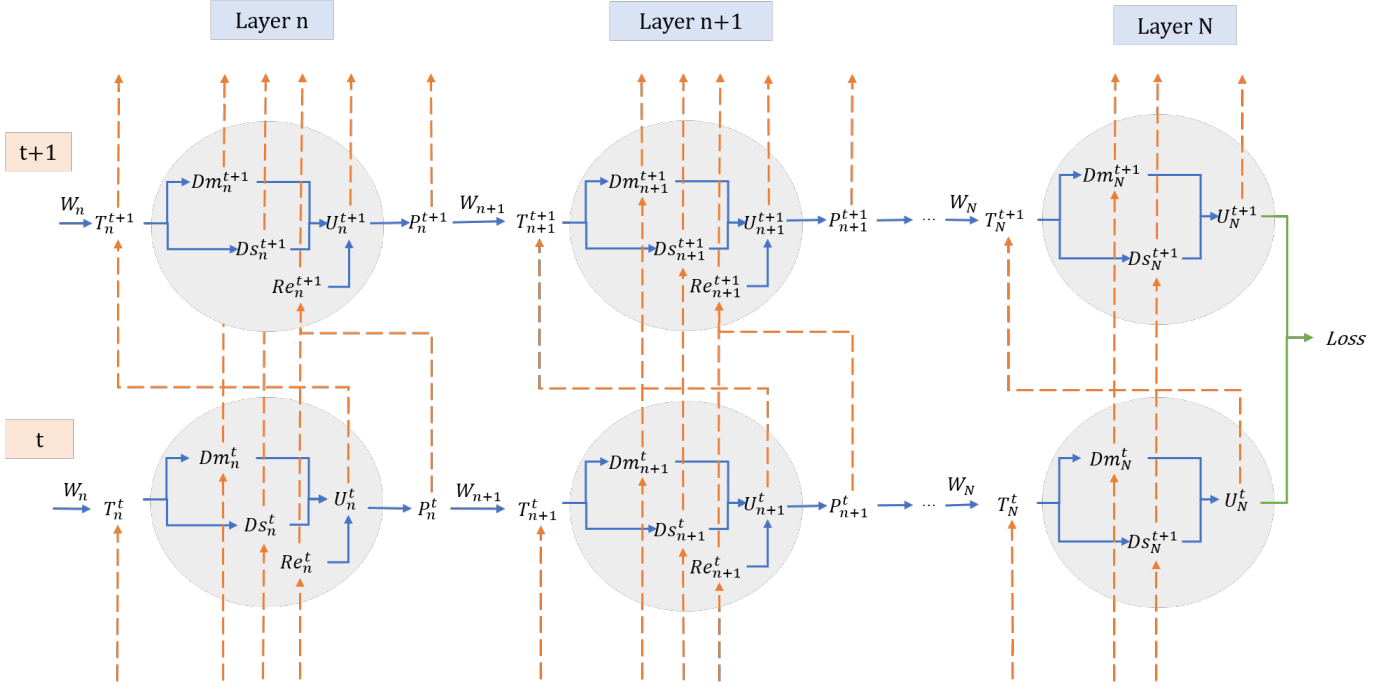 Layer n Layer n+1 Layer N
t+1
W_n T_n^{t+1} Dm_n^{t+1} Ds_n^{t+1} Re_n^{t+1} U_n^{t+1} P_n^{t+1} W_{n+1} T_{n+1}^{t+1} Dm_{n+1}^{t+1} Ds_{n+1}^{t+1} Re_{n+1}^{t+1} U_{n+1}^{t+1} P_{n+1}^{t+1} ... W_N T_N^{t+1} Dm_N^{t+1} Ds_N^{t+1} U_N^{t+1}
Loss
t
W_n T_n^t Dm_n^t Ds_n^t Re_n^t U_n^t P_n^t W_{n+1} T_{n+1}^t Dm_{n+1}^t Ds_{n+1}^t Re_{n+1}^t U_{n+1}^t P_{n+1}^t ... W_N T_N^t Dm_N^t Ds_N^{t+1} U_N^t